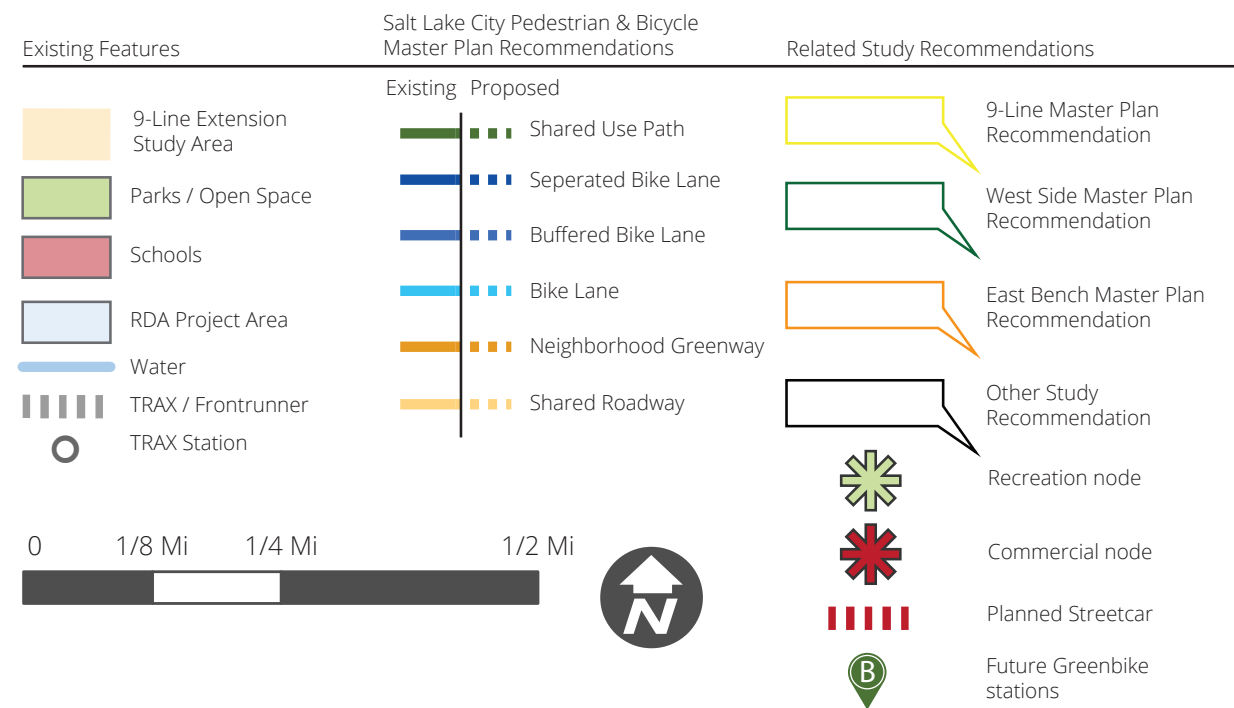 Existing Features
9-Line Extension
Study Area
Parks / Open Space
Schools
RDA Project Area
Water
TRAX / Frontrunner
TRAX Station
Salt Lake City Pedestrian & Bicycle
Master Plan Recommendations
Existing Proposed
Shared Use Path
Seperated Bike Lane
Buffered Bike Lane
Bike Lane
Neighborhood Greenway
Shared Roadway
Related Study Recommendations
9-Line Master Plan
Recommendation
West Side Master Plan
Recommendation
East Bench Master Plan
Recommendation
Other Study
Recommendation
Recreation node
Commercial node
Planned Streetcar
B
Future Greenbike
stations
0 1/8 Mi 1/4 Mi 1/2 Mi
N